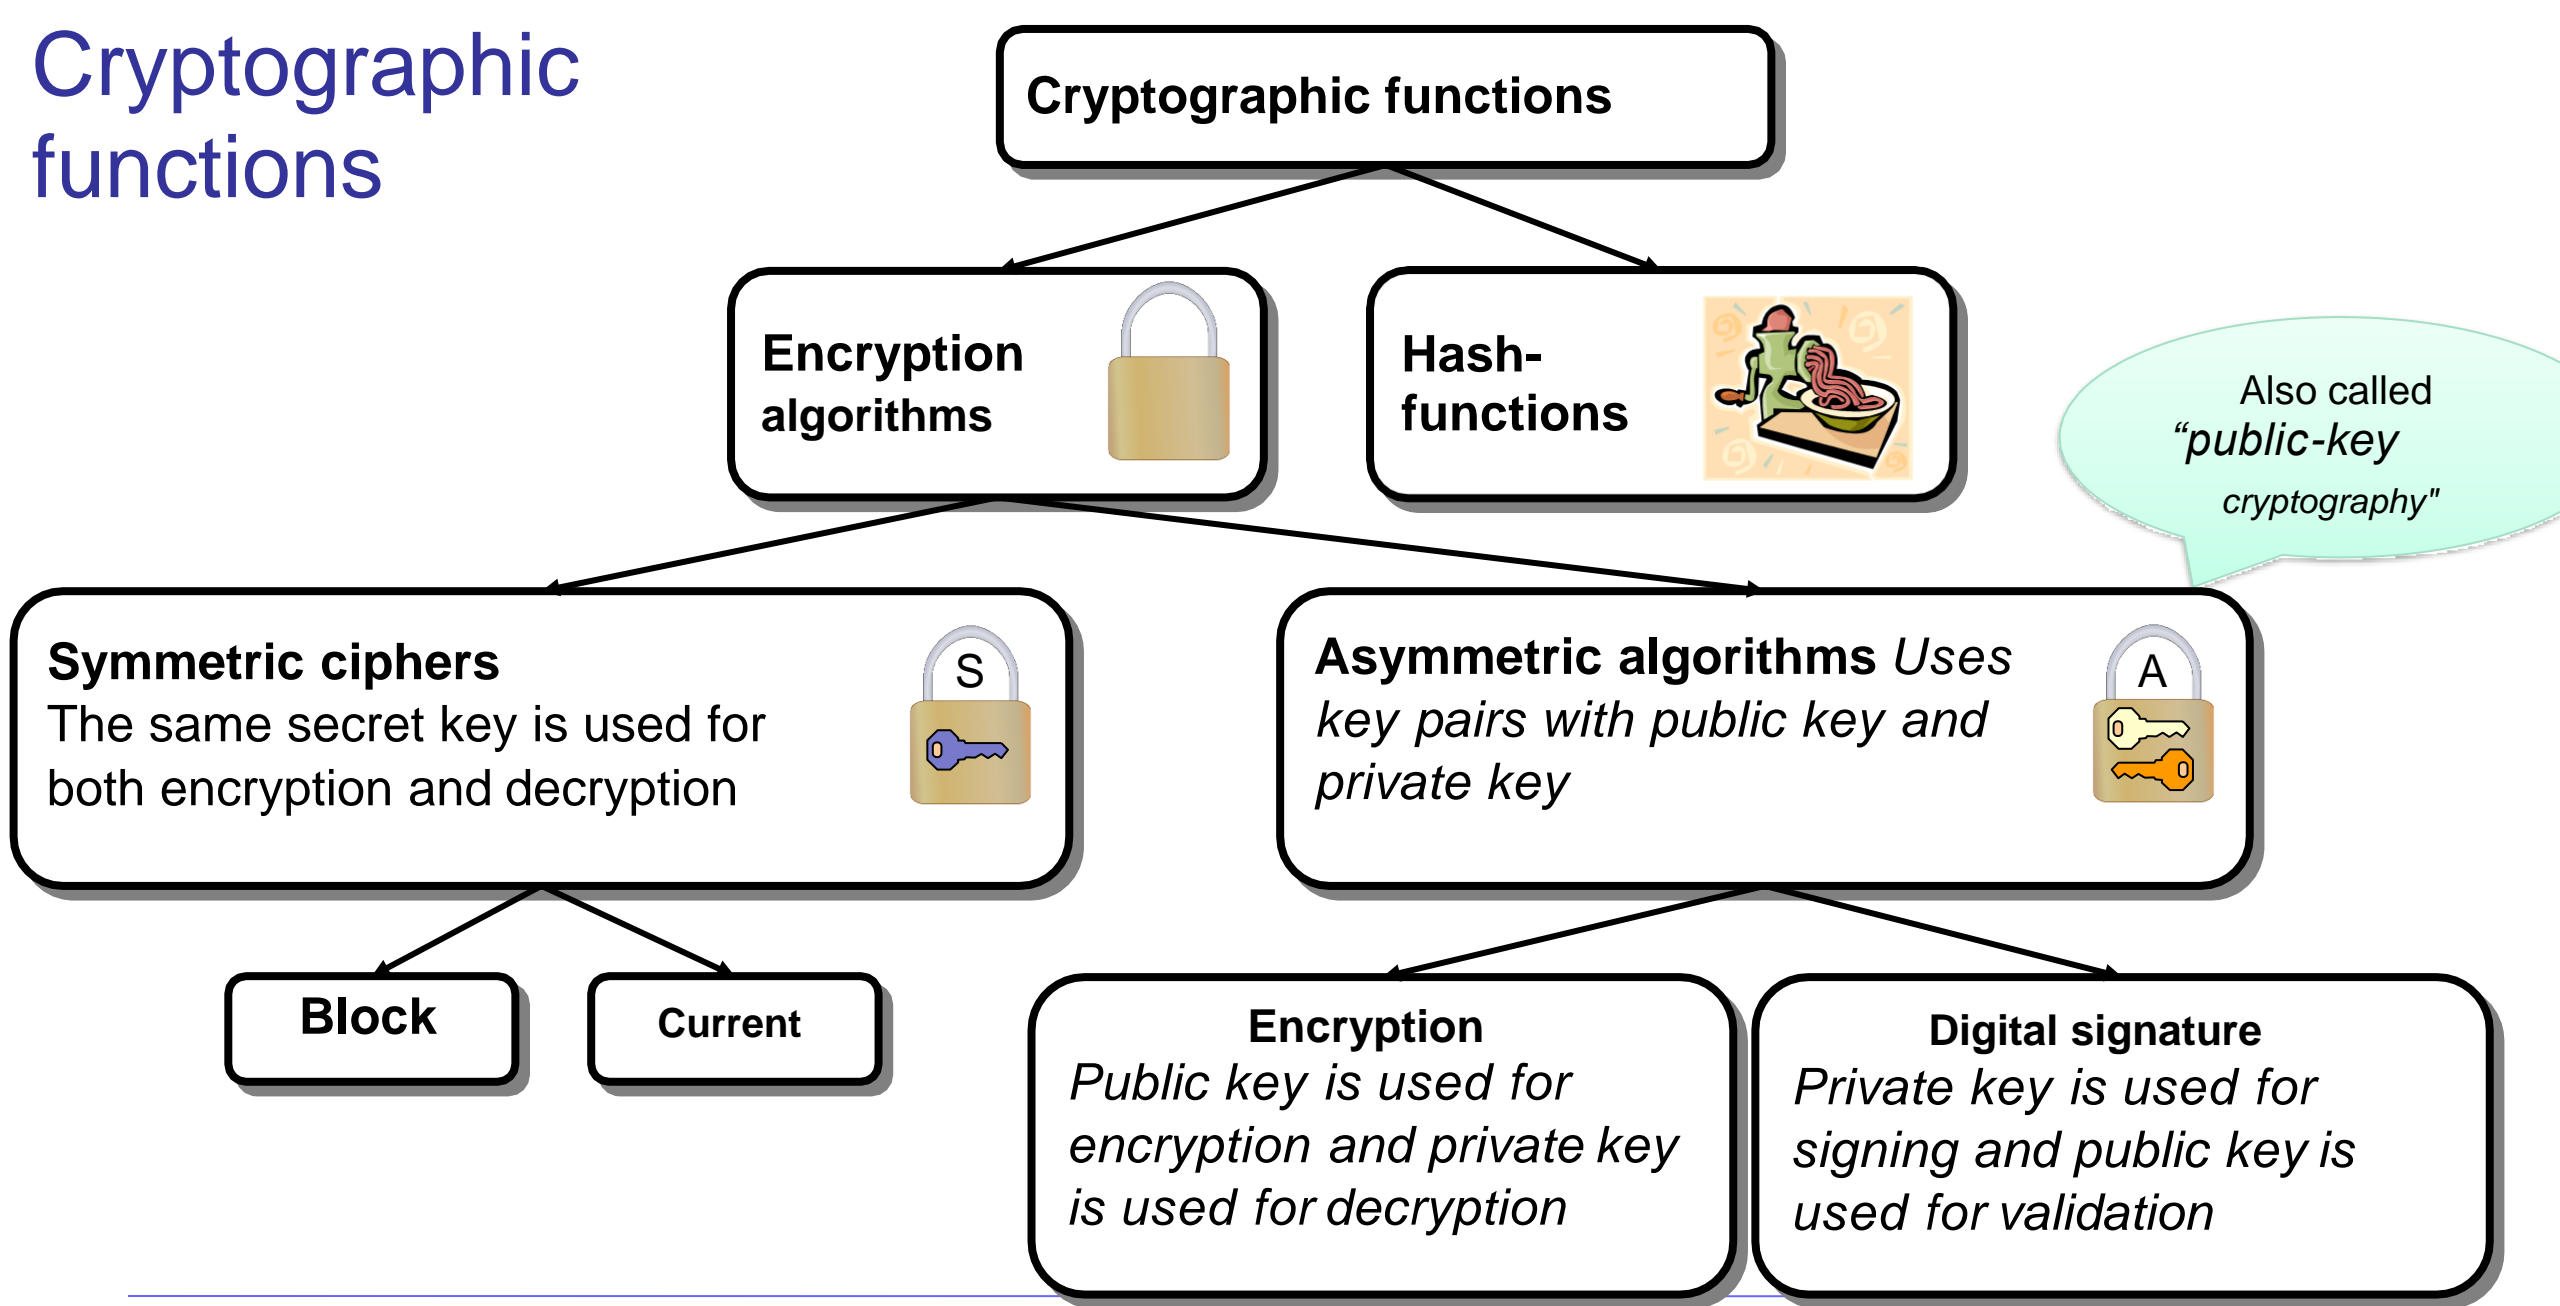 Cryptographic
functions
Cryptographic functions
Encryption
algorithms
Hash-
functions
Also called
“public-key
cryptography"
Symmetric ciphers
The same secret key is used for
both encryption and decryption
S
Asymmetric algorithms Uses
key pairs with public key and
private key
A
Block
Current
Encryption
Public key is used for
encryption and private key
is used for decryption
Digital signature
Private key is used for
signing and public key is
used for validation